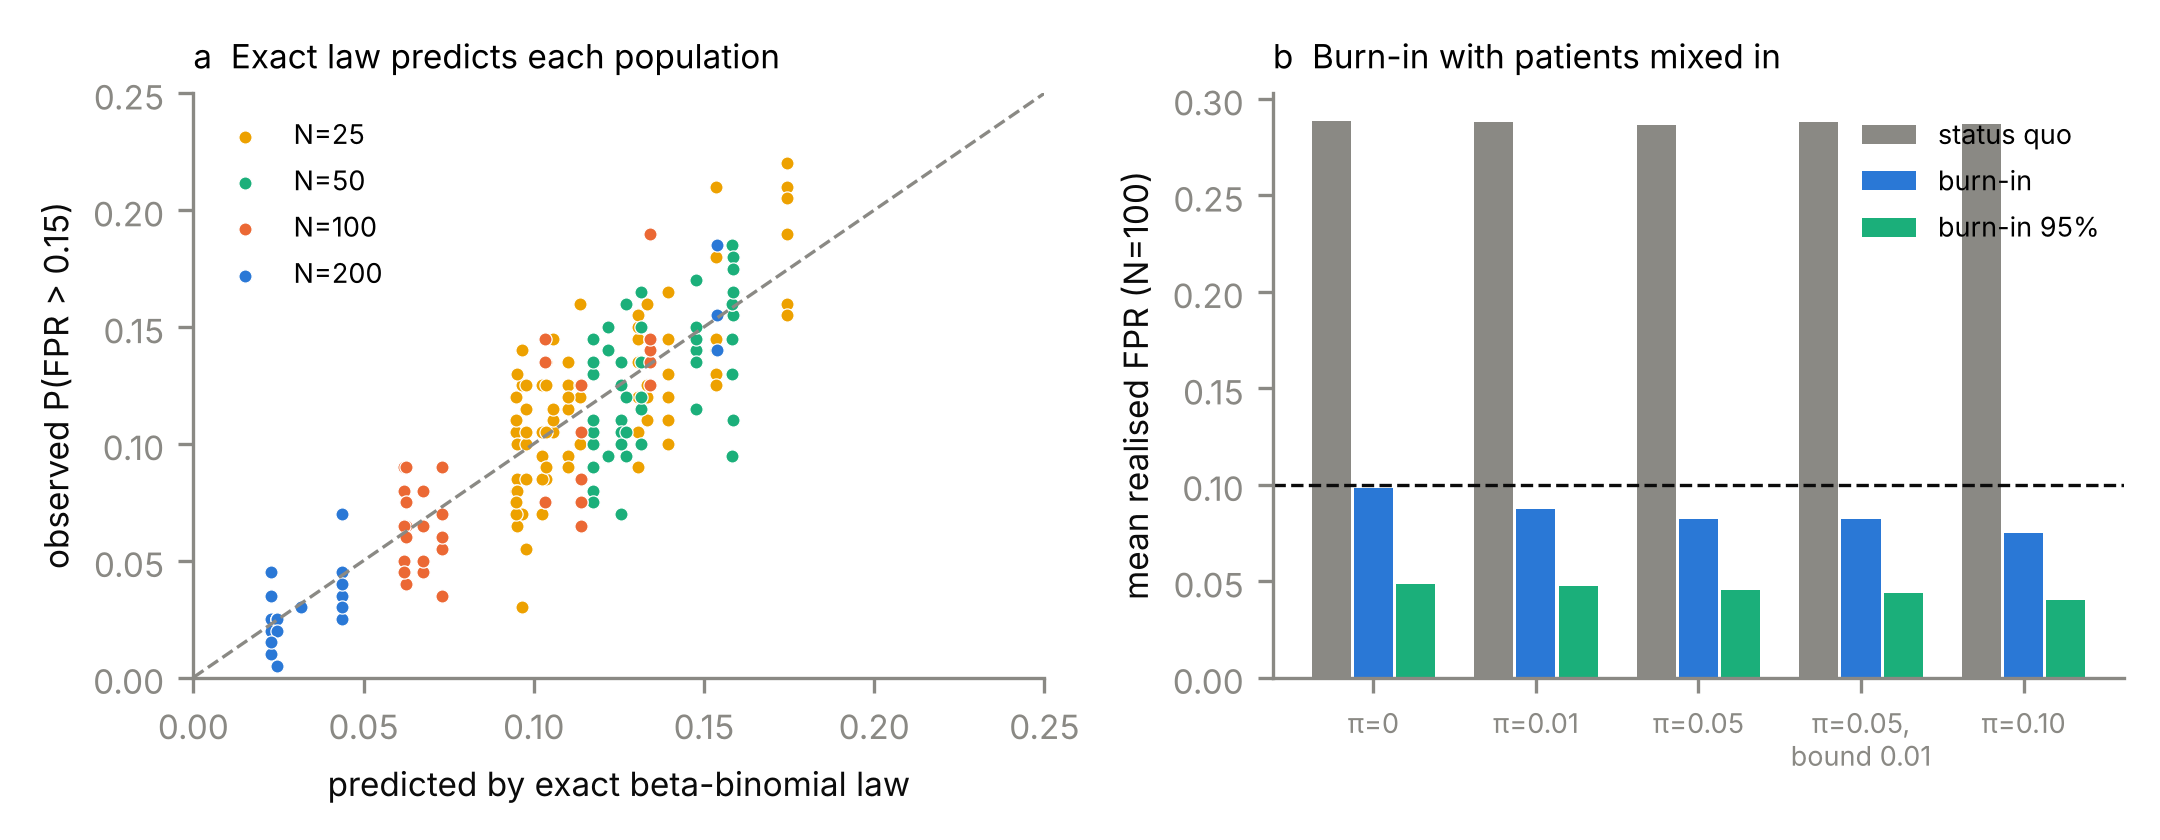 a Exact law predicts each population
observed P(FPR > 0.15)
0.25
0.20
0.15
0.10
0.05
0.00
N=25
N=50
N=100
N=200
0.00 0.05 0.10 0.15 0.20 0.25
predicted by exact beta-binomial law
b Burn-in with patients mixed in
mean realised FPR (N=100)
0.30
0.25
0.20
0.15
0.10
0.05
0.00
status quo
burn-in
burn-in 95%
π=0 π=0.01 π=0.05 π=0.05, π=0.10
bound 0.01